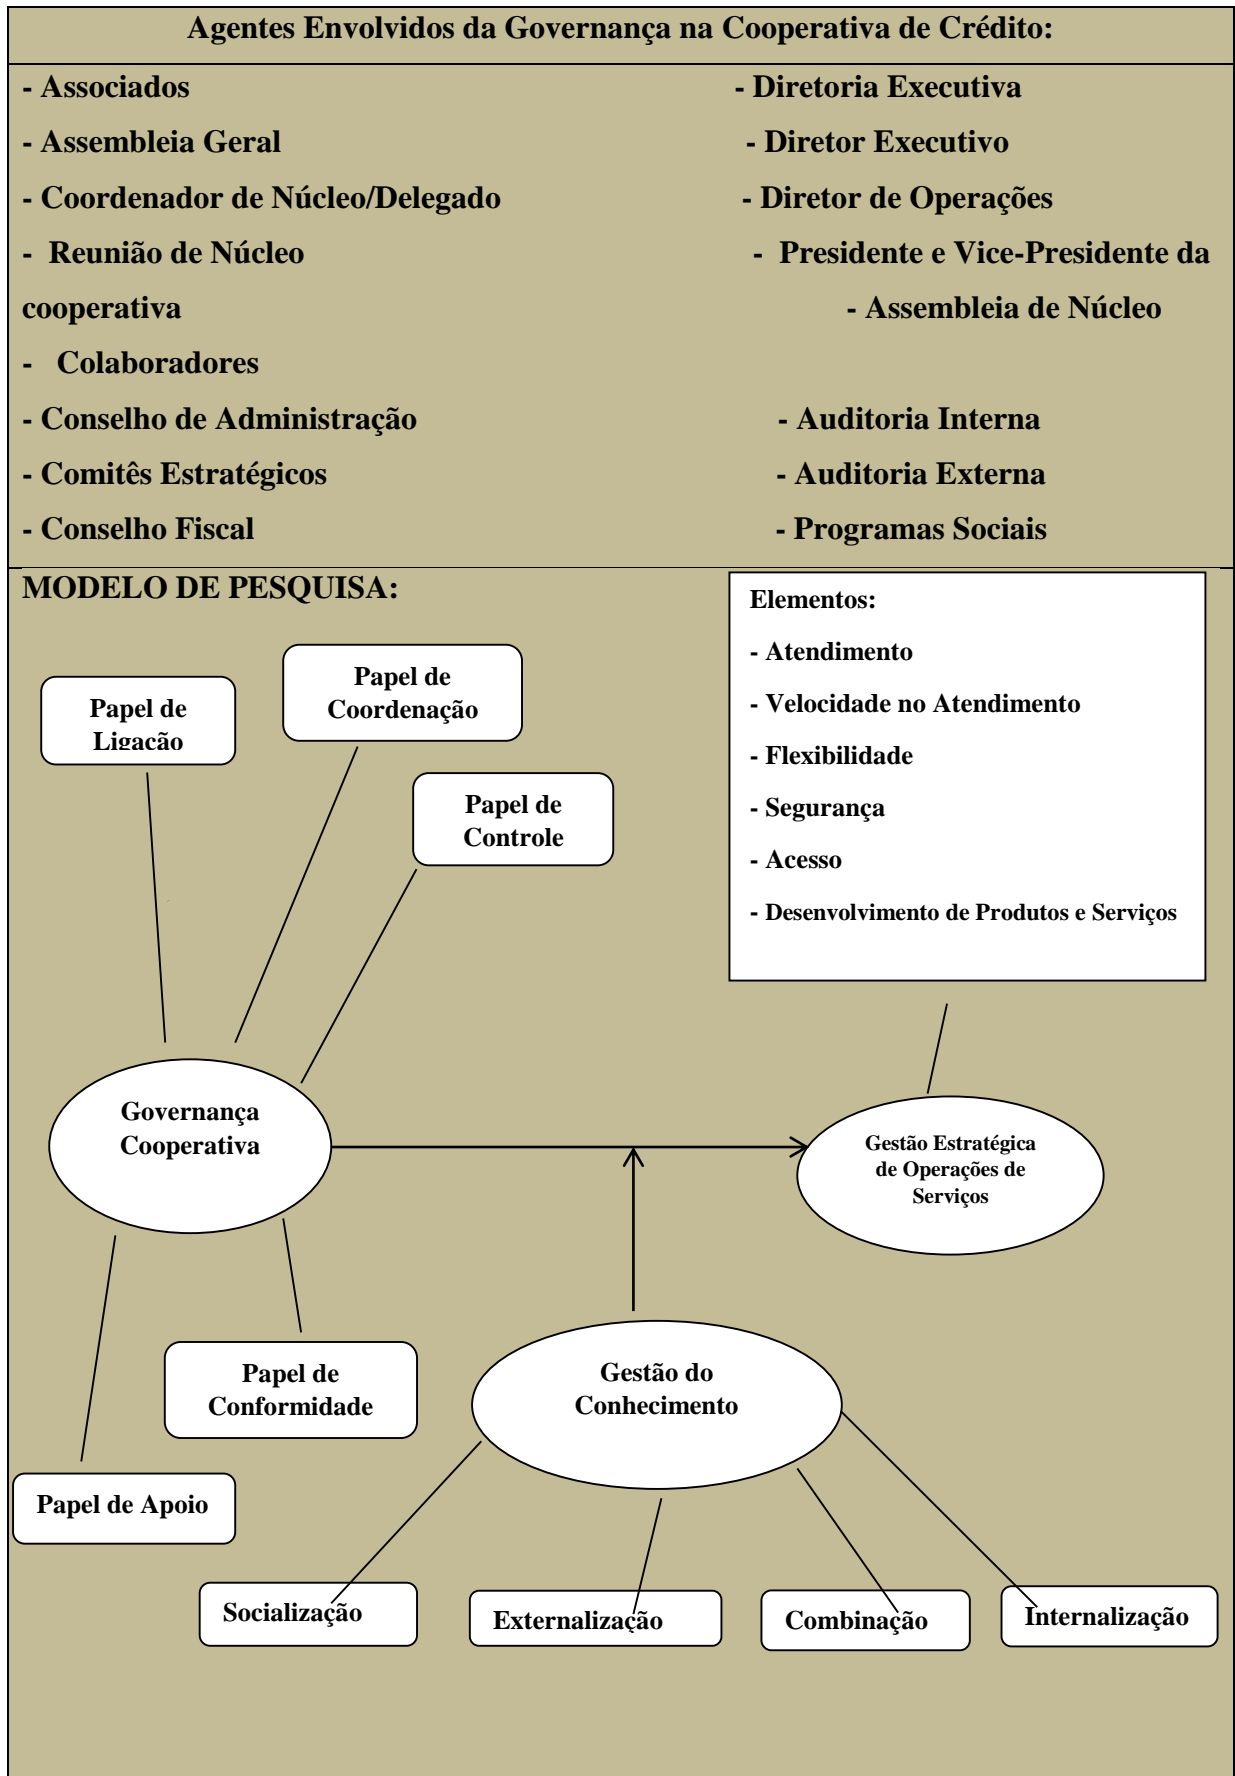 Agentes Envolvidos da Governança na Cooperativa de Crédito:
- Associados - Diretoria Executiva
- Assembleia Geral - Diretor Executivo
- Coordenador de Núcleo/Delegado - Diretor de Operações
- Reunião de Núcleo - Presidente e Vice-Presidente da
cooperativa - Assembleia de Núcleo
- Colaboradores
- Conselho de Administração - Auditoria Interna
- Comitês Estratégicos - Auditoria Externa
- Conselho Fiscal - Programas Sociais
MODELO DE PESQUISA:
Elementos:
- Atendimento
- Velocidade no Atendimento
- Flexibilidade
- Segurança
- Acesso
- Desenvolvimento de Produtos e Serviços
Papel de
Ligação
Papel de
Coordenação
Papel de
Controle
Governança
Cooperativa
Gestão Estratégica
de Operações de
Serviços
Papel de
Conformidade
Gestão do
Conhecimento
Papel de Apoio
Socialização
Externalização
Combinação
Internalização